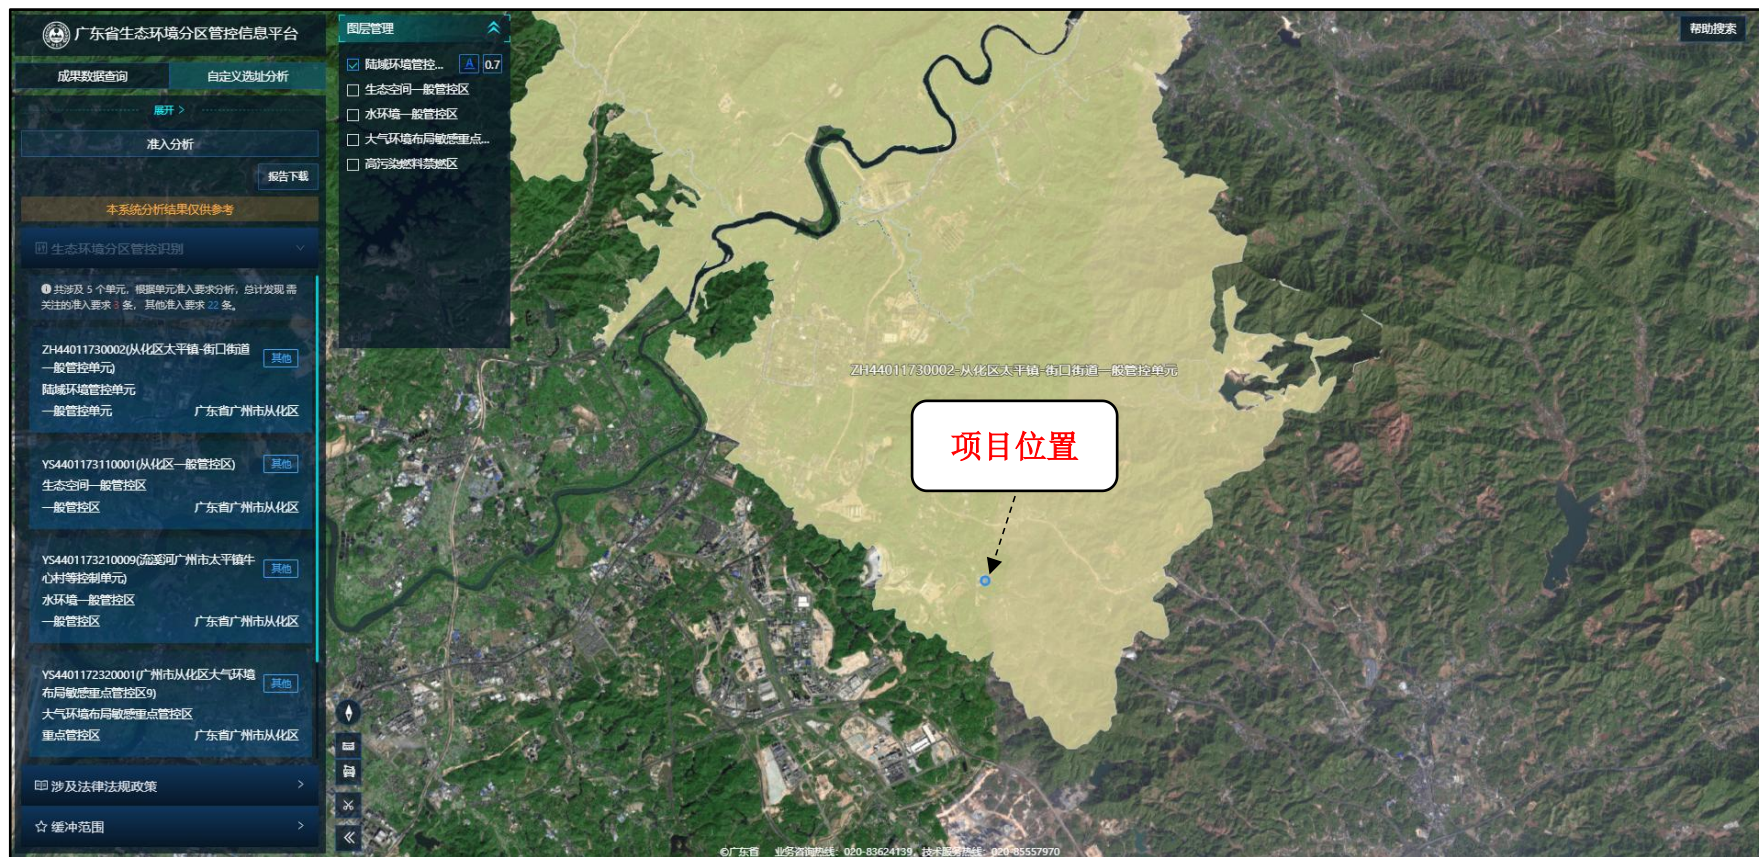 广东省生态环境分区管控信息平台
成果数据查询
自定义选址分析
展开 >
准入分析
报告下载
本系统分析结果仅供参考
生态环境分区管控识别
共涉及 5 个单元，根据单元准入要求分析，总计发现 需
关注的准入要求 3 条，其他准入要求 22 条。
ZH44011730002(从化区太平镇-街口街道
一般管控单元)
其他
陆域环境管控单元
一般管控单元
广东省广州市从化区
YS4401173110001(从化区一般管控区)
其他
生态空间一般管控区
一般管控区
广东省广州市从化区
YS4401173210009(流溪河广州市太平镇牛
心村等控制单元)
其他
水环境一般管控区
一般管控区
广东省广州市从化区
YS4401172320001(广州市从化区大气环境
布局敏感重点管控区9)
其他
大气环境布局敏感重点管控区
重点管控区
广东省广州市从化区
涉及法律法规政策
缓冲范围
图层管理
陆域环境管控...
A
0.7
生态空间一般管控区
水环境一般管控区
大气环境布局敏感重点...
高污染燃料禁燃区
帮助搜索
ZH44011730002-从化区太平镇-街口街道一般管控单元
项目位置
©广东省 业务咨询热线：020-83624139，技术服务热线：020-85557970